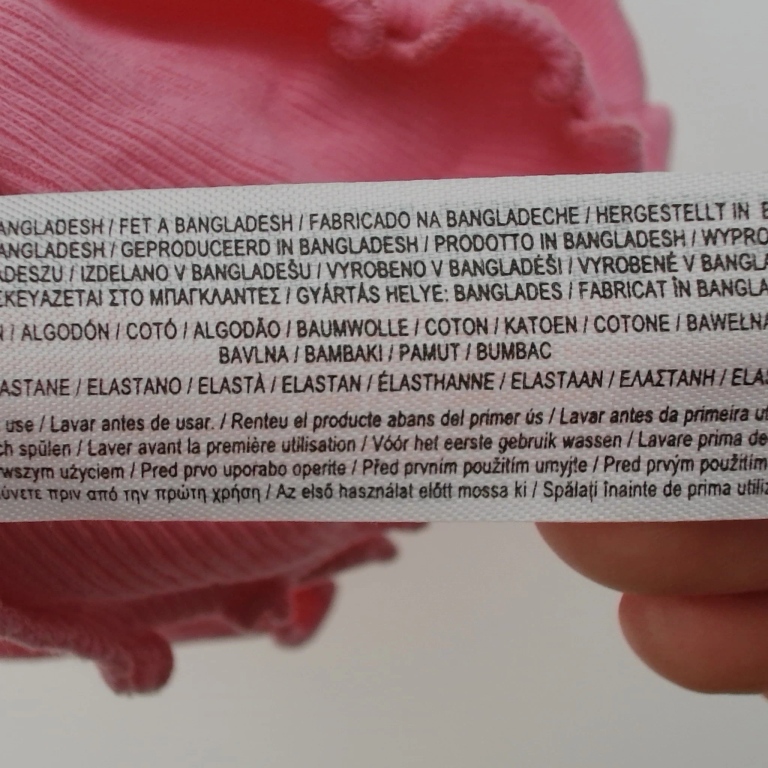 ANGLADESH / FET A BANGLADESH / FABRICADO NA BANGLADECHE / HERGESTELLT IN
ANGLADESH / GEPRODUCEERD IN BANGLADESH / PRODOTTO IN BANGLADESH / WYPRO
ADESZU / IZDELANO V BANGLADEŠU / VYROBENO V BANGLADÉŠI / VYROBENÉ V BANGLA
ΣΚΕΥΑΖΕΤΑΙ ΣΤΟ ΜΠΑΓΚΛΑΝΤΕΣ / GYÁRTÁS HELYE: BANGLADES / FABRICAT ÎN BANGLA
/ ALGODÓN / COTÓ / ALGODÃO / BAUMWOLLE / COTON / KATOEN / COTONE / BAWEŁNA
BAVLNA / BAMBAKI / PAMUT / BUMBAC
ASTANE / ELASTANO / ELASTÀ / ELASTAN / ÉLASTHANNE / ELASTAAN / ΕΛΑΣΤΑΝΗ / ELAS
use / Lavar antes de usar. / Renteu el producte abans del primer ús / Lavar antes da primeira ut
ch spülen / Laver avant la première utilisation / Vóór het eerste gebruik wassen / Lavare prima de
rwszym użyciem / Pred prvo uporabo operite / Před prvním použitím umyjte / Pred prvým použitím
ύνετε πριν από την πρώτη χρήση / Az első használat előtt mossa ki / Spălați înainte de prima utiliz